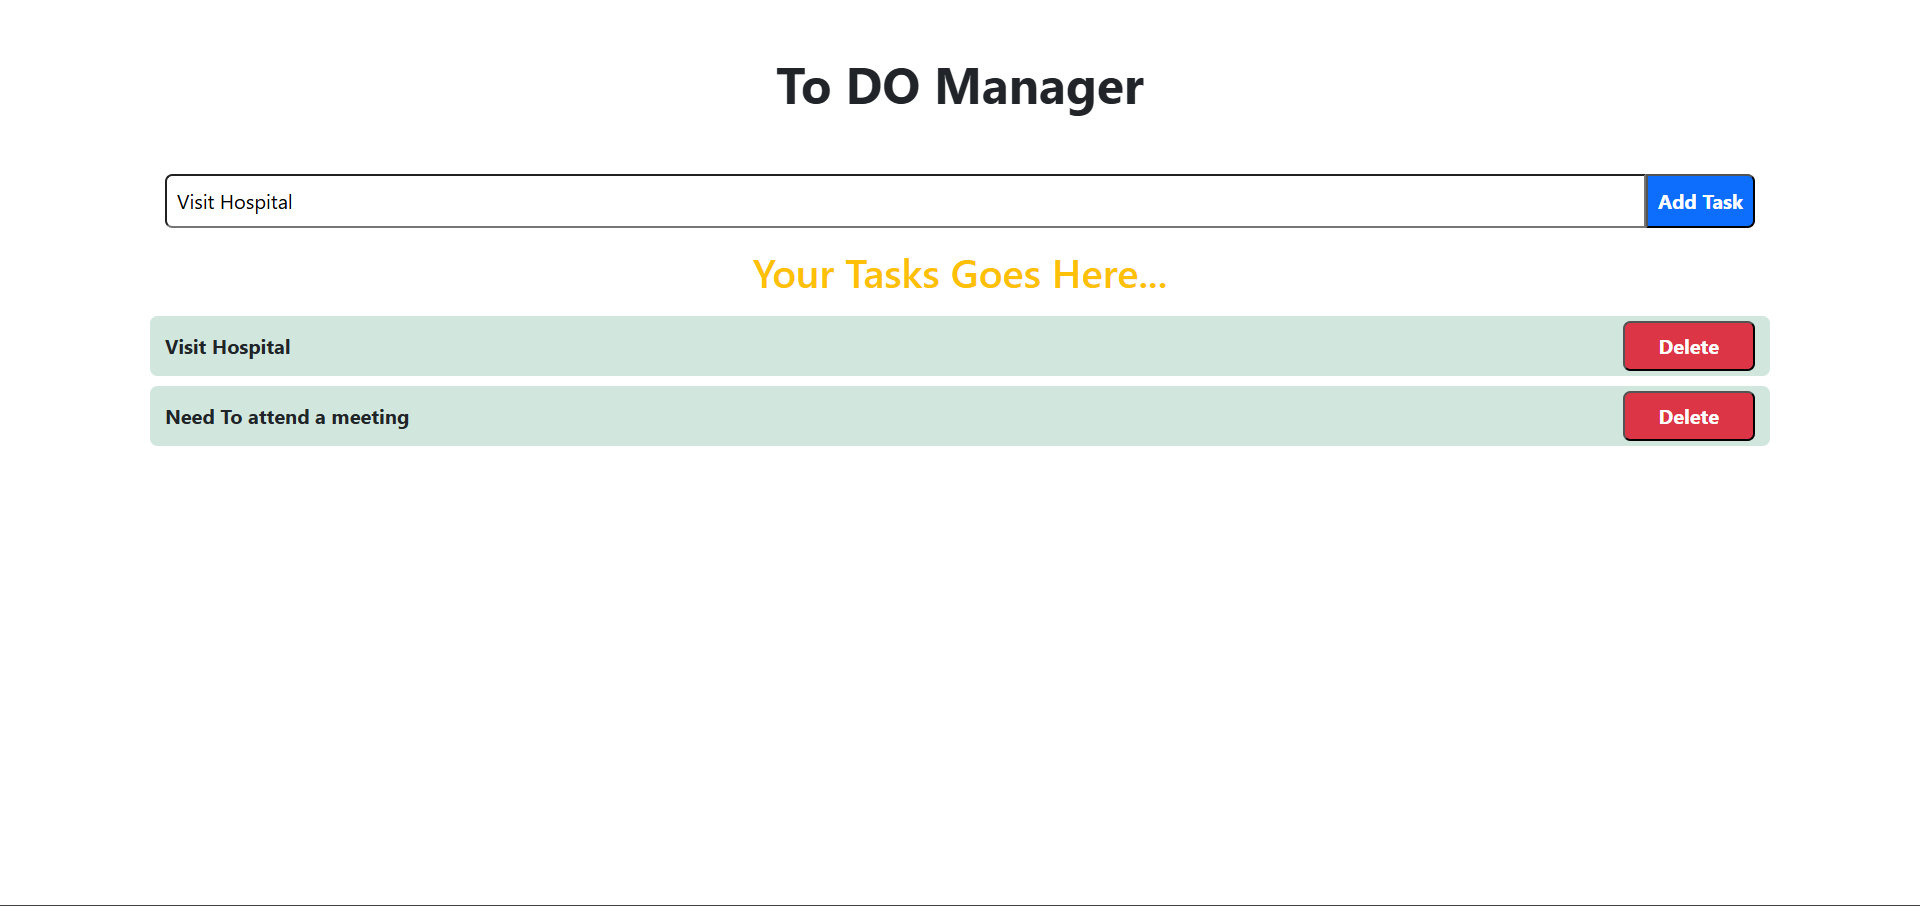 To DO Manager
Visit Hospital
Add Task
Your Tasks Goes Here...
Visit Hospital
Delete
Need To attend a meeting
Delete